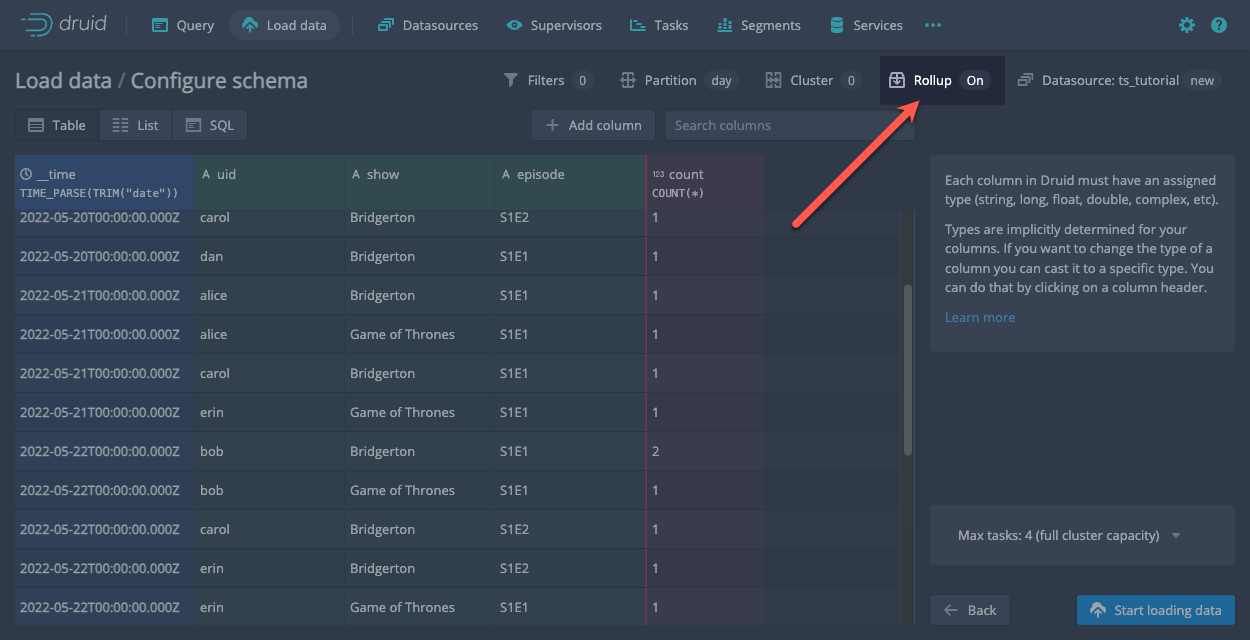 druid Query Load data Datasources Supervisors Tasks Segments Services
Load data / Configure schema Filters 0 Partition day Cluster 0 Rollup On Datasource: ts_tutorial new
Table List SQL Add column Search columns
__time A uid A show A episode 123 count
TIME_PARSE(TRIM("date")) COUNT(*)
2022-05-20T00:00:00.000Z carol Bridgerton S1E2 1
2022-05-20T00:00:00.000Z dan Bridgerton S1E1 1
2022-05-21T00:00:00.000Z alice Bridgerton S1E1 1
2022-05-21T00:00:00.000Z alice Game of Thrones S1E1 1
2022-05-21T00:00:00.000Z carol Bridgerton S1E1 1
2022-05-21T00:00:00.000Z erin Game of Thrones S1E1 1
2022-05-22T00:00:00.000Z bob Bridgerton S1E1 2
2022-05-22T00:00:00.000Z bob Game of Thrones S1E1 1
2022-05-22T00:00:00.000Z carol Bridgerton S1E2 1
2022-05-22T00:00:00.000Z erin Bridgerton S1E2 1
2022-05-22T00:00:00.000Z erin Game of Thrones S1E1 1
Each column in Druid must have an assigned
type (string, long, float, double, complex, etc).
Types are implicitly determined for your
columns. If you want to change the type of a
column you can cast it to a specific type. You
can do that by clicking on a column header.
Learn more
Max tasks: 4 (full cluster capacity)
Back Start loading data